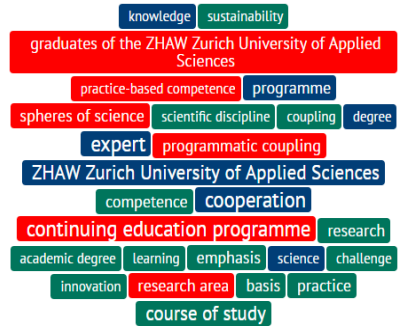 knowledge sustainability
graduates of the ZHAW Zurich University of Applied
Sciences
practice-based competence programme
spheres of science scientific discipline coupling degree
expert programmatic coupling
ZHAW Zurich University of Applied Sciences
competence cooperation
continuing education programme research
academic degree learning emphasis science challenge
innovation research area basis practice
course of study